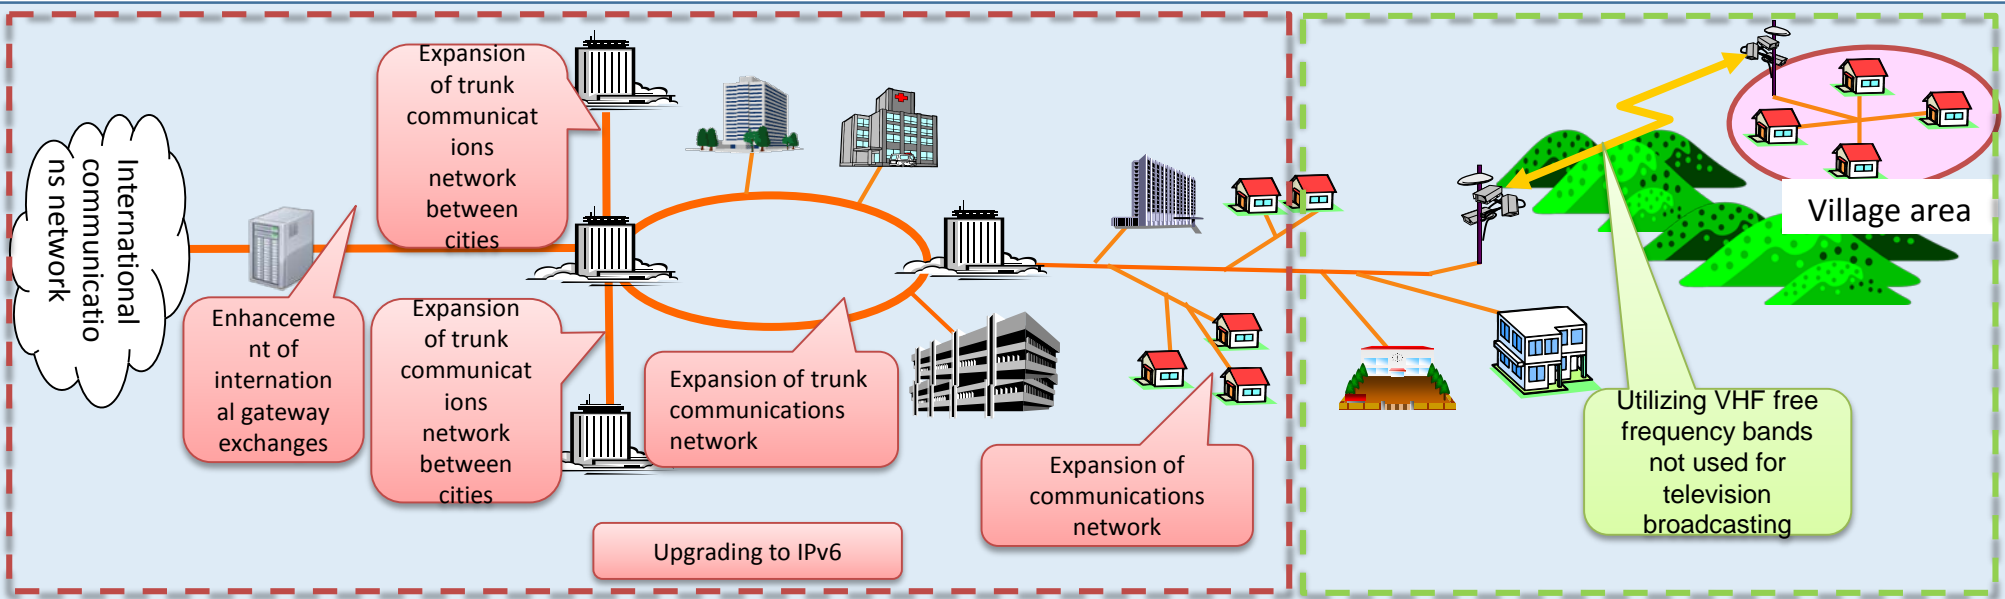 International
communicatio
ns network
Enhanceme
nt of
internation
al gateway
exchanges
Expansion
of trunk
communicat
ions
network
between
cities
Expansion
of trunk
communicat
ions
network
between
cities
Expansion of trunk
communications
network
Upgrading to IPv6
Expansion of
communications
network
Utilizing VHF free
frequency bands
not used for
television
broadcasting
Village area